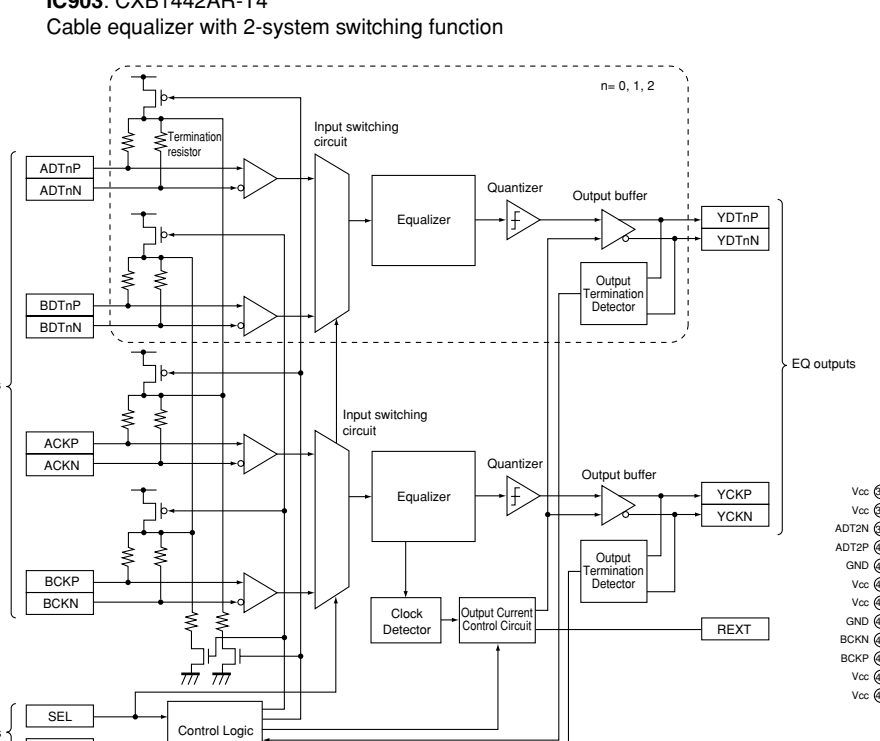 IC903: CXB1442AR-T4
Cable equalizer with 2-system switching function
n= 0, 1, 2
Termination
resistor
Input switching
circuit
ADTnP
ADTnN
Equalizer
Quantizer
Output buffer
YDTnP
YDTnN
Output
Termination
Detector
BDTnP
BDTnN
EQ outputs
Input switching
circuit
ACKP
ACKN
Equalizer
Quantizer
Output buffer
YCKP
YCKN
Output
Termination
Detector
BCKP
BCKN
Clock
Detector
Output Current
Control Circuit
REXT
SEL
Control Logic
Vcc
Vcc
ADT2N
ADT2P
GND
Vcc
Vcc
GND
BCKN
BCKP
Vcc
Vcc